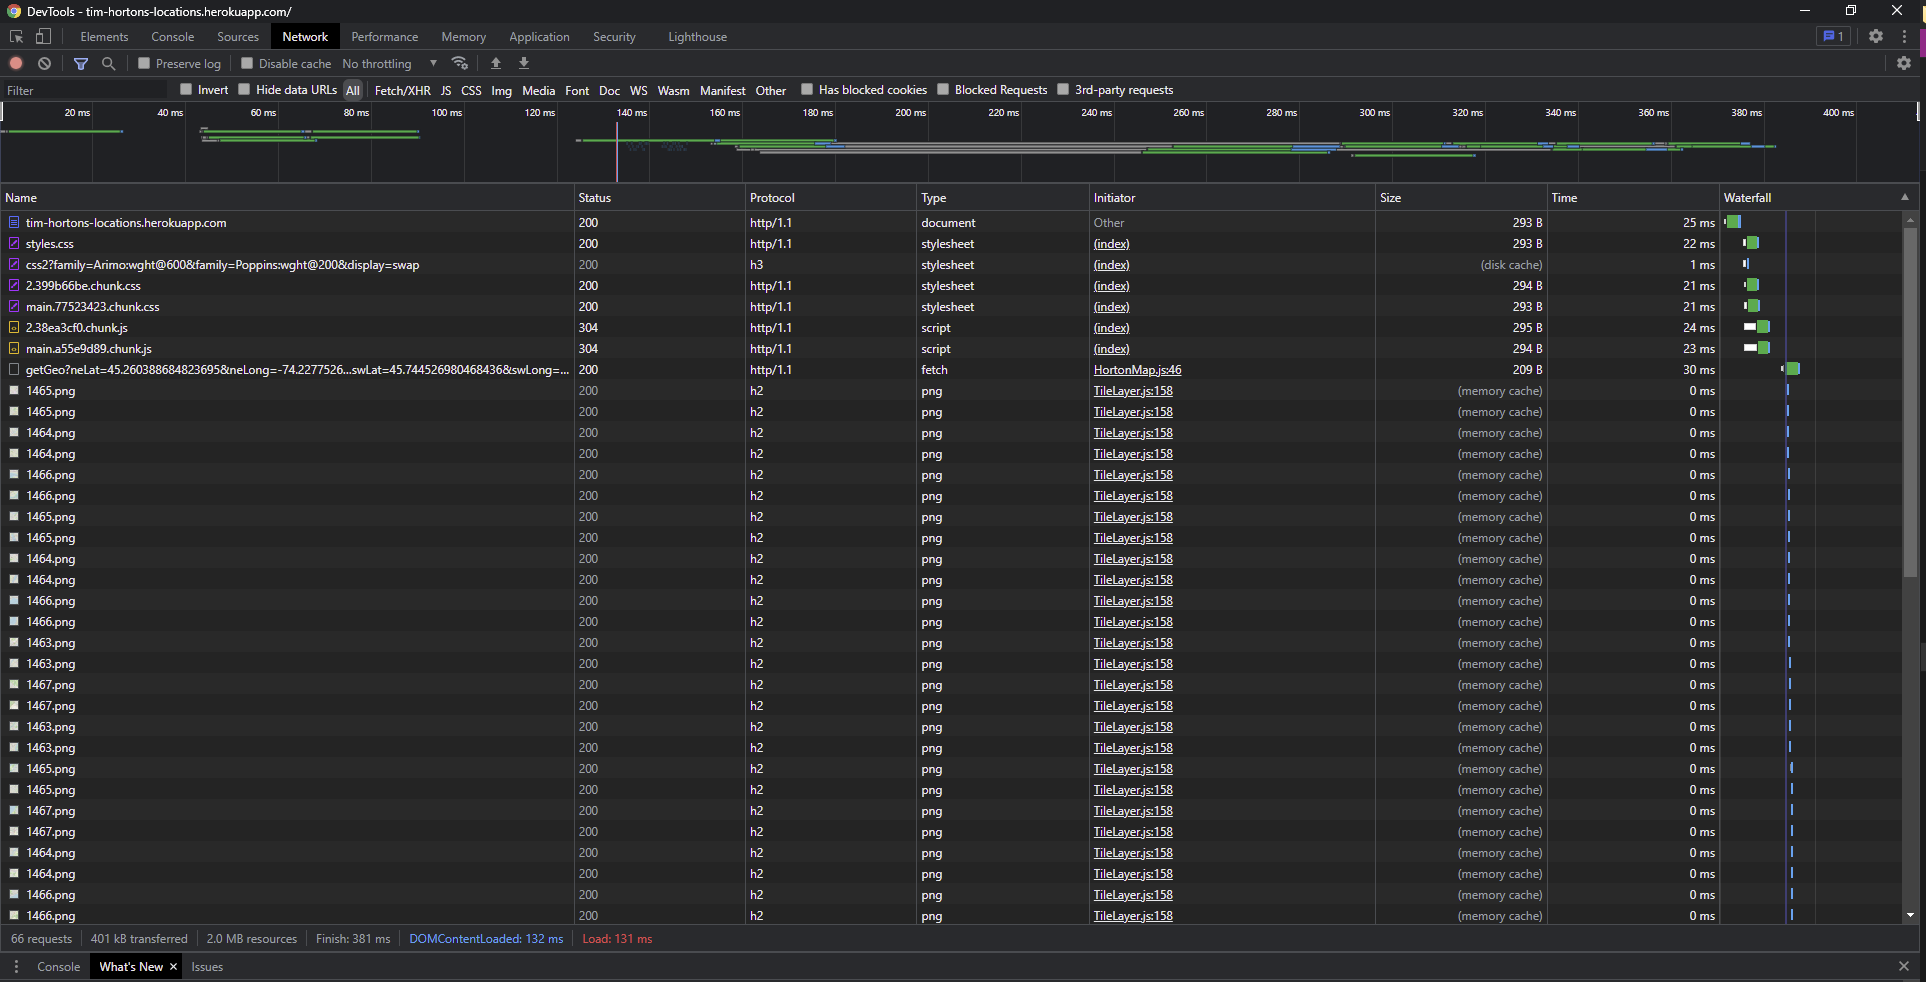 DevTools - tim-hortons-locations.herokuapp.com/
Elements Console Sources Network Performance Memory Application Security Lighthouse 1
Preserve log Disable cache No throttling
Filter Invert Hide data URLs All Fetch/XHR JS CSS Img Media Font Doc WS Wasm Manifest Other Has blocked cookies Blocked Requests 3rd-party requests
20 ms 40 ms 60 ms 80 ms 100 ms 120 ms 140 ms 160 ms 180 ms 200 ms 220 ms 240 ms 260 ms 280 ms 300 ms 320 ms 340 ms 360 ms 380 ms 400 ms
Name Status Protocol Type Initiator Size Time Waterfall
tim-hortons-locations.herokuapp.com 200 http/1.1 document Other 293 B 25 ms
styles.css 200 http/1.1 stylesheet (index) 293 B 22 ms
css2?family=Arimo:wght@600&family=Poppins:wght@200&display=swap 200 h3 stylesheet (index) (disk cache) 1 ms
2.399b66be.chunk.css 200 http/1.1 stylesheet (index) 294 B 21 ms
main.77523423.chunk.css 200 http/1.1 stylesheet (index) 293 B 21 ms
2.38ea3cf0.chunk.js 304 http/1.1 script (index) 295 B 24 ms
main.a55e9d89.chunk.js 304 http/1.1 script (index) 294 B 23 ms
getGeo?neLat=45.260388684823695&neLong=-74.2277526...swLat=45.744526980468436&swLong=... 200 http/1.1 fetch HortonMap.js:46 209 B 30 ms
1465.png 200 h2 png TileLayer.js:158 (memory cache) 0 ms
1465.png 200 h2 png TileLayer.js:158 (memory cache) 0 ms
1464.png 200 h2 png TileLayer.js:158 (memory cache) 0 ms
1464.png 200 h2 png TileLayer.js:158 (memory cache) 0 ms
1466.png 200 h2 png TileLayer.js:158 (memory cache) 0 ms
1466.png 200 h2 png TileLayer.js:158 (memory cache) 0 ms
1465.png 200 h2 png TileLayer.js:158 (memory cache) 0 ms
1465.png 200 h2 png TileLayer.js:158 (memory cache) 0 ms
1464.png 200 h2 png TileLayer.js:158 (memory cache) 0 ms
1464.png 200 h2 png TileLayer.js:158 (memory cache) 0 ms
1466.png 200 h2 png TileLayer.js:158 (memory cache) 0 ms
1466.png 200 h2 png TileLayer.js:158 (memory cache) 0 ms
1463.png 200 h2 png TileLayer.js:158 (memory cache) 0 ms
1463.png 200 h2 png TileLayer.js:158 (memory cache) 0 ms
1467.png 200 h2 png TileLayer.js:158 (memory cache) 0 ms
1467.png 200 h2 png TileLayer.js:158 (memory cache) 0 ms
1463.png 200 h2 png TileLayer.js:158 (memory cache) 0 ms
1463.png 200 h2 png TileLayer.js:158 (memory cache) 0 ms
1465.png 200 h2 png TileLayer.js:158 (memory cache) 0 ms
1465.png 200 h2 png TileLayer.js:158 (memory cache) 0 ms
1467.png 200 h2 png TileLayer.js:158 (memory cache) 0 ms
1467.png 200 h2 png TileLayer.js:158 (memory cache) 0 ms
1464.png 200 h2 png TileLayer.js:158 (memory cache) 0 ms
1464.png 200 h2 png TileLayer.js:158 (memory cache) 0 ms
1466.png 200 h2 png TileLayer.js:158 (memory cache) 0 ms
1466.png 200 h2 png TileLayer.js:158 (memory cache) 0 ms
66 requests 401 kB transferred 2.0 MB resources Finish: 381 ms DOMContentLoaded: 132 ms Load: 131 ms
Console What's New Issues